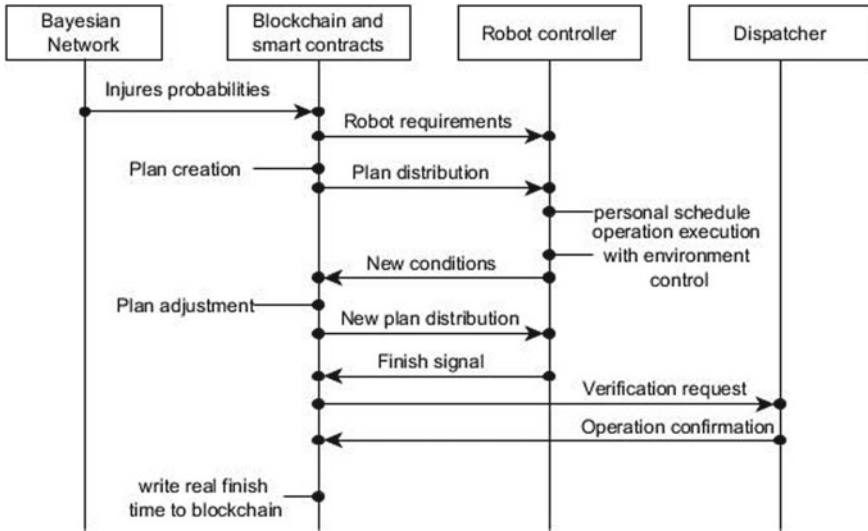 Bayesian
Network
Blockchain and
smart contracts
Robot controller
Dispatcher
Injures probabilities
Robot requirements
Plan creation
Plan distribution
personal schedule
operation execution
with environment
control
New conditions
Plan adjustment
New plan distribution
Finish signal
Verification request
Operation confirmation
write real finish
time to blockchain